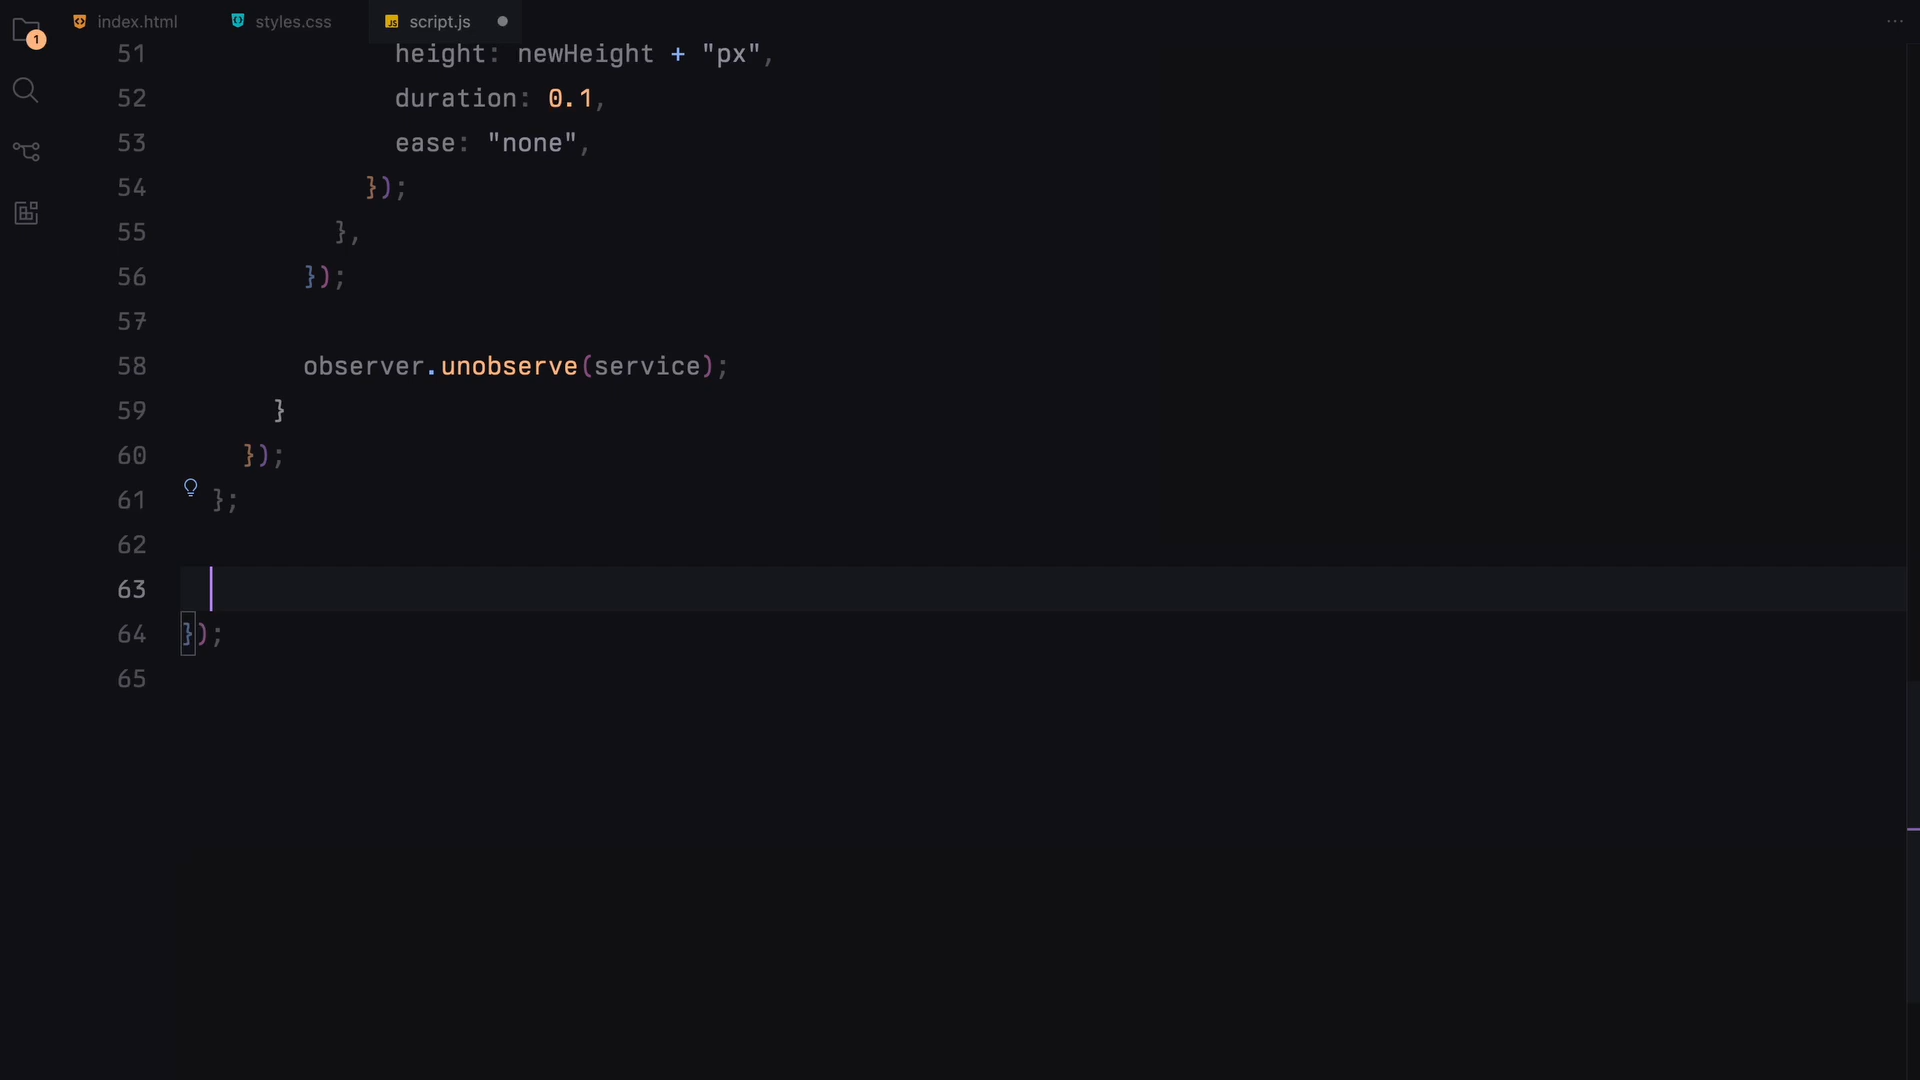 1
index.html
styles.css
JS script.js
...
51 height: newHeight + "px",
52 duration: 0.1,
53 ease: "none",
54 });
55 },
56 });
57
58 observer.unobserve(service);
59 }
60 });
61 };
62
63
64 });
65